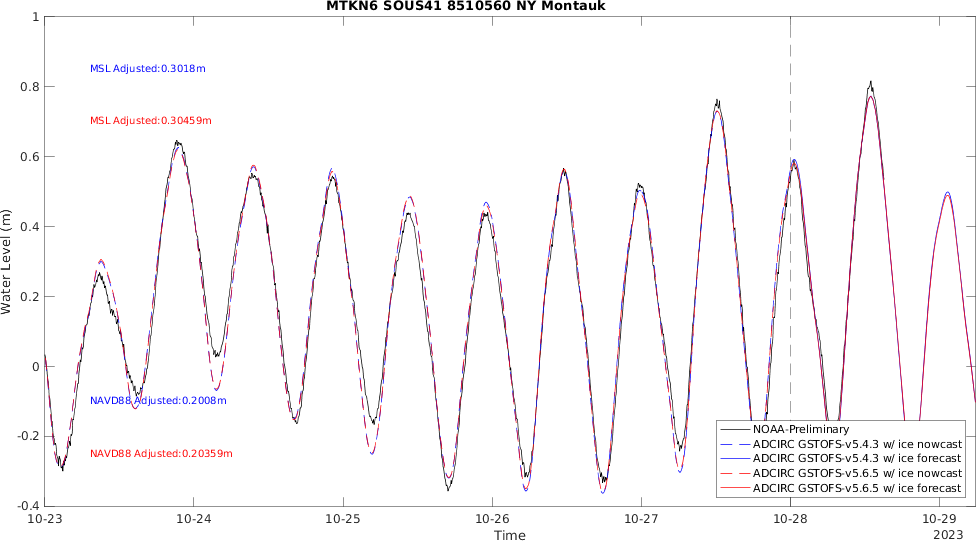 MTKN6 SOUS41 8510560 NY Montauk
1
0.8
0.6
0.4
0.2
0
-0.2
-0.4
Water Level (m)
MSL Adjusted:0.3018m
MSL Adjusted:0.30459m
NAVD88 Adjusted:0.2008m
NAVD88 Adjusted:0.20359m
NOAA-Preliminary
ADCIRC GSTOFS-v5.4.3 w/ ice nowcast
ADCIRC GSTOFS-v5.4.3 w/ ice forecast
ADCIRC GSTOFS-v5.6.5 w/ ice nowcast
ADCIRC GSTOFS-v5.6.5 w/ ice forecast
10-23 10-24 10-25 10-26 10-27 10-28 10-29
Time
2023